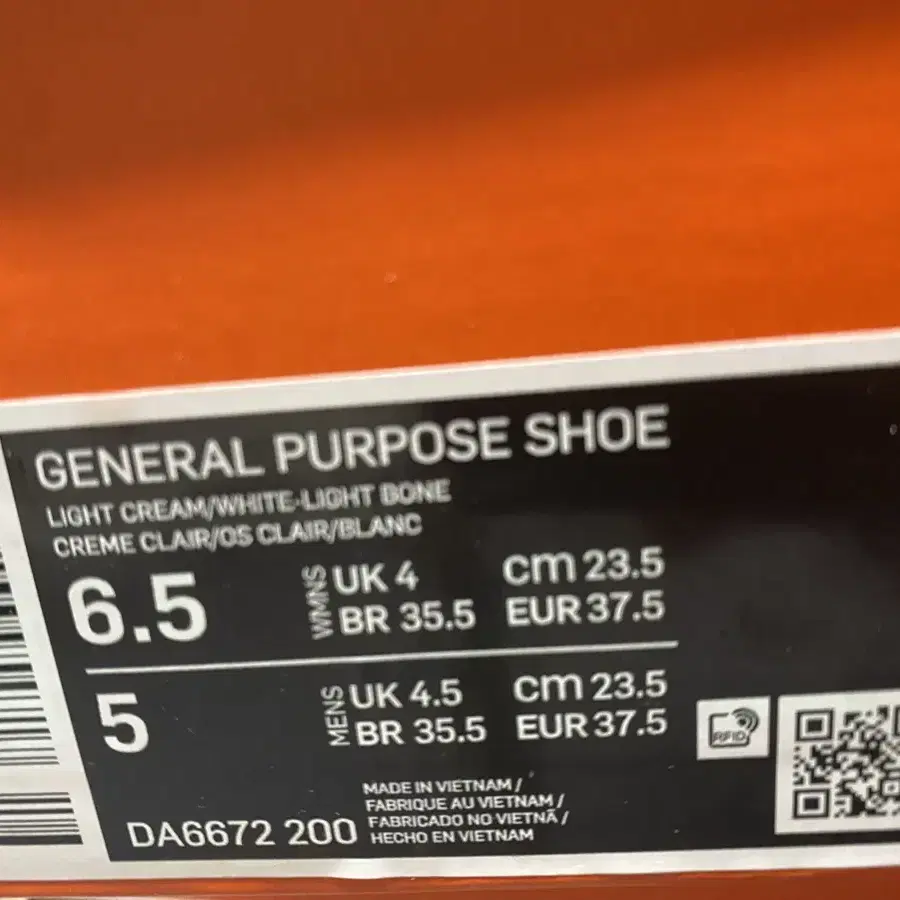 GENERAL PURPOSE SHOE
LIGHT CREAM/WHITE-LIGHT BONE
CREME CLAIR/OS CLAIR/BLANC
6.5 WMNS UK 4 cm 23.5
BR 35.5 EUR 37.5
5 MENS UK 4.5 cm 23.5
BR 35.5 EUR 37.5
RFID
MADE IN VIETNAM /
FABRIQUE AU VIETNAM /
FABRICADO NO VIETNÃ /
HECHO EN VIETNAM
DA6672 200